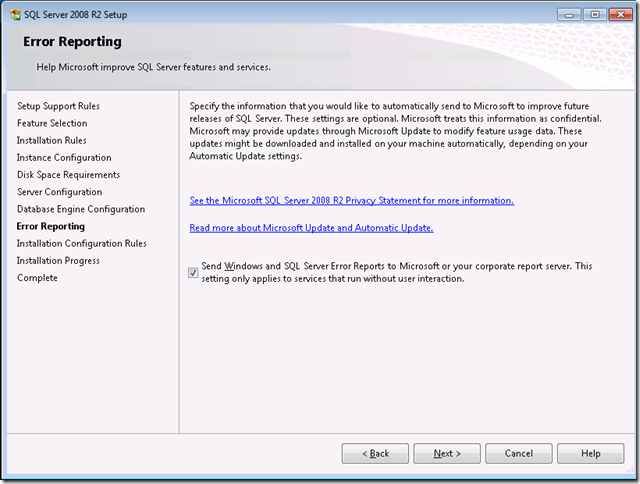 SQL Server 2008 R2 Setup
Error Reporting
Help Microsoft improve SQL Server features and services.
Setup Support Rules
Feature Selection
Installation Rules
Instance Configuration
Disk Space Requirements
Server Configuration
Database Engine Configuration
Error Reporting
Installation Configuration Rules
Installation Progress
Complete
Specify the information that you would like to automatically send to Microsoft to improve future
releases of SQL Server. These settings are optional. Microsoft treats this information as confidential.
Microsoft may provide updates through Microsoft Update to modify feature usage data. These
updates might be downloaded and installed on your machine automatically, depending on your
Automatic Update settings.
See the Microsoft SQL Server 2008 R2 Privacy Statement for more information.
Read more about Microsoft Update and Automatic Update.
Send Windows and SQL Server Error Reports to Microsoft or your corporate report server. This
setting only applies to services that run without user interaction.
< Back
Next >
Cancel
Help